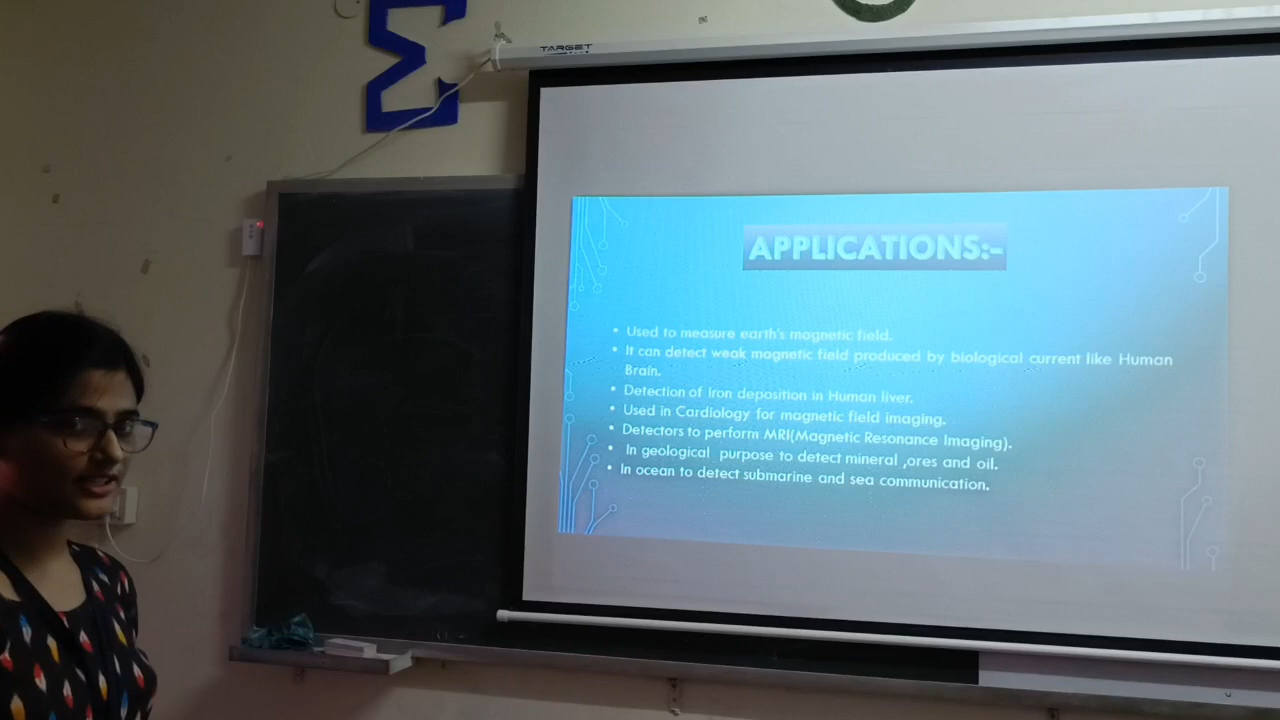 Σ
TARGET
APPLICATIONS:-
• Used to measure earth's magnetic field.
• It can detect weak magnetic field produced by biological current like Human
Brain.
• Detection of Iron deposition in Human liver.
• Used in Cardiology for magnetic field imaging.
• Detectors to perform MRI(Magnetic Resonance Imaging).
• In geological purpose to detect mineral ,ores and oil.
• In ocean to detect submarine and sea communication.